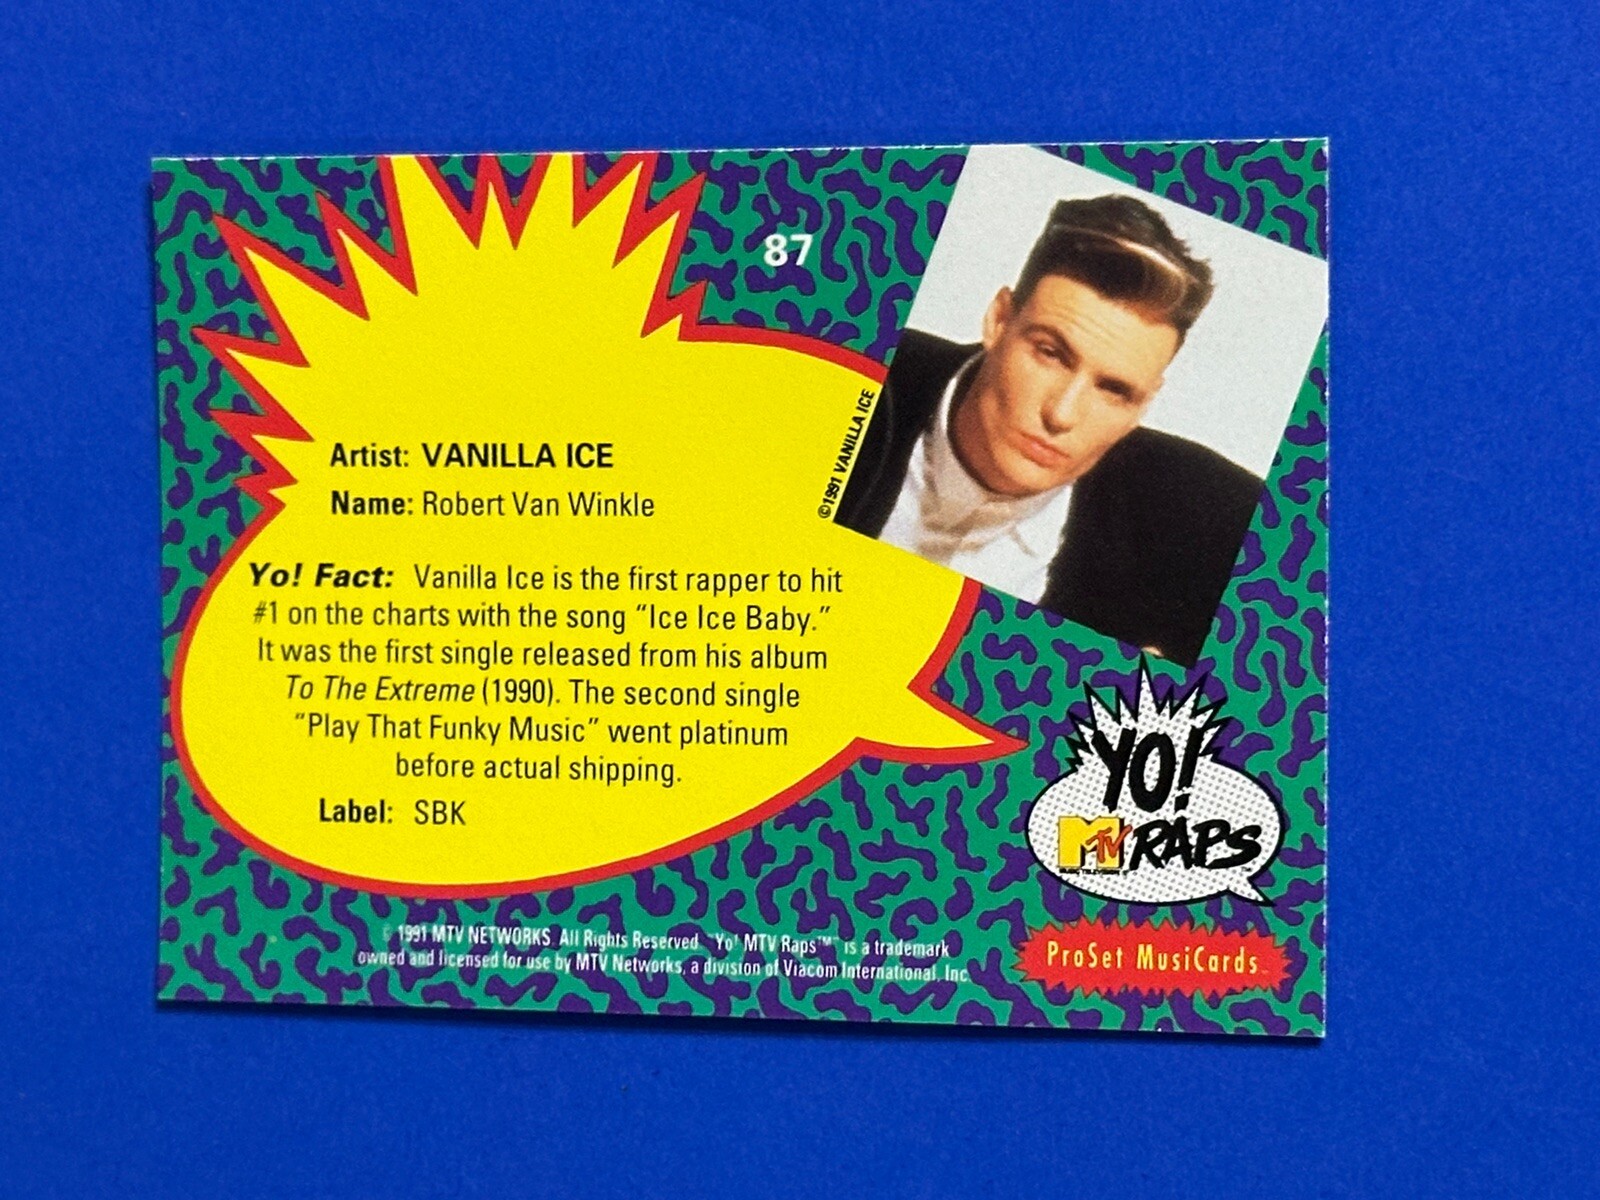 87
©1991 VANILLA ICE
Artist: VANILLA ICE
Name: Robert Van Winkle
Yo! Fact: Vanilla Ice is the first rapper to hit
#1 on the charts with the song “Ice Ice Baby.”
It was the first single released from his album
To The Extreme (1990). The second single
“Play That Funky Music” went platinum
before actual shipping.
Label: SBK
YO!
MTV RAPS
MUSIC TELEVISION
© 1991 MTV NETWORKS. All Rights Reserved. "Yo! MTV Raps™" is a trademark
owned and licensed for use by MTV Networks, a division of Viacom International, Inc.
ProSet MusiCards™